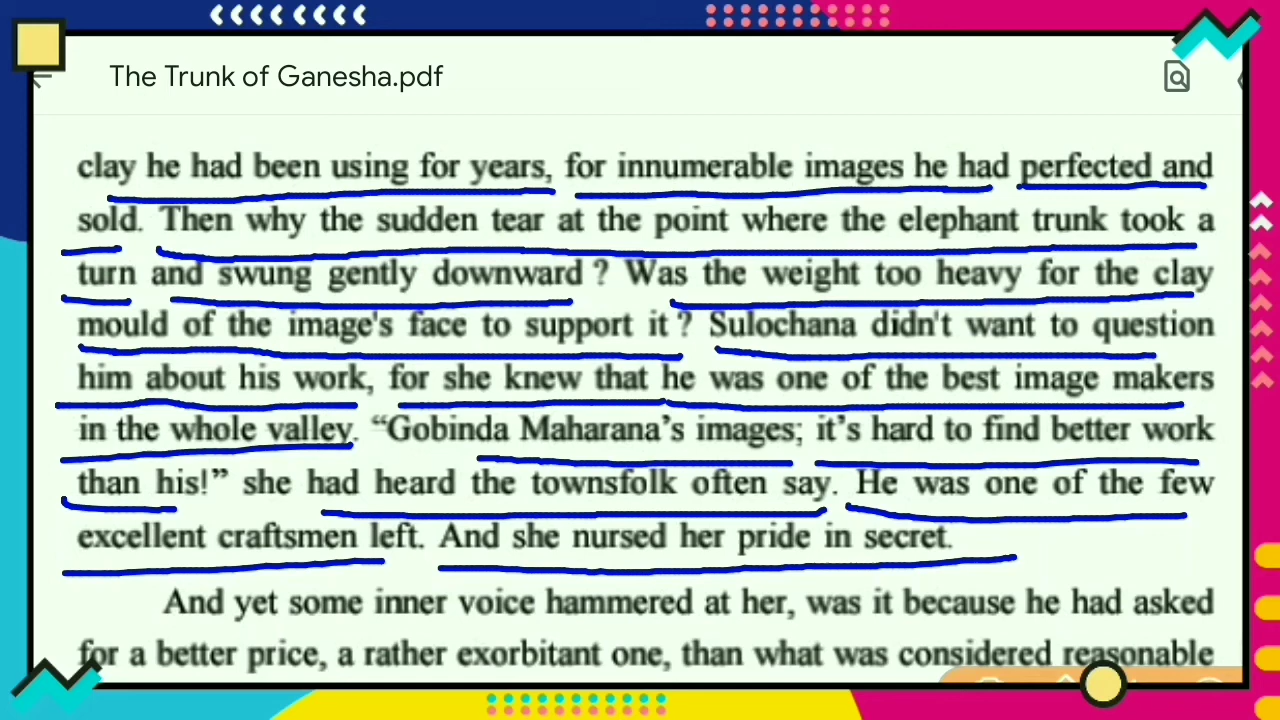 The Trunk of Ganesha.pdf
clay he had been using for years, for innumerable images he had perfected and
sold. Then why the sudden tear at the point where the elephant trunk took a
turn and swung gently downward ? Was the weight too heavy for the clay
mould of the image's face to support it ? Sulochana didn't want to question
him about his work, for she knew that he was one of the best image makers
in the whole valley. “Gobinda Maharana’s images; it’s hard to find better work
than his!” she had heard the townsfolk often say. He was one of the few
excellent craftsmen left. And she nursed her pride in secret.
And yet some inner voice hammered at her, was it because he had asked
for a better price, a rather exorbitant one, than what was considered reasonable